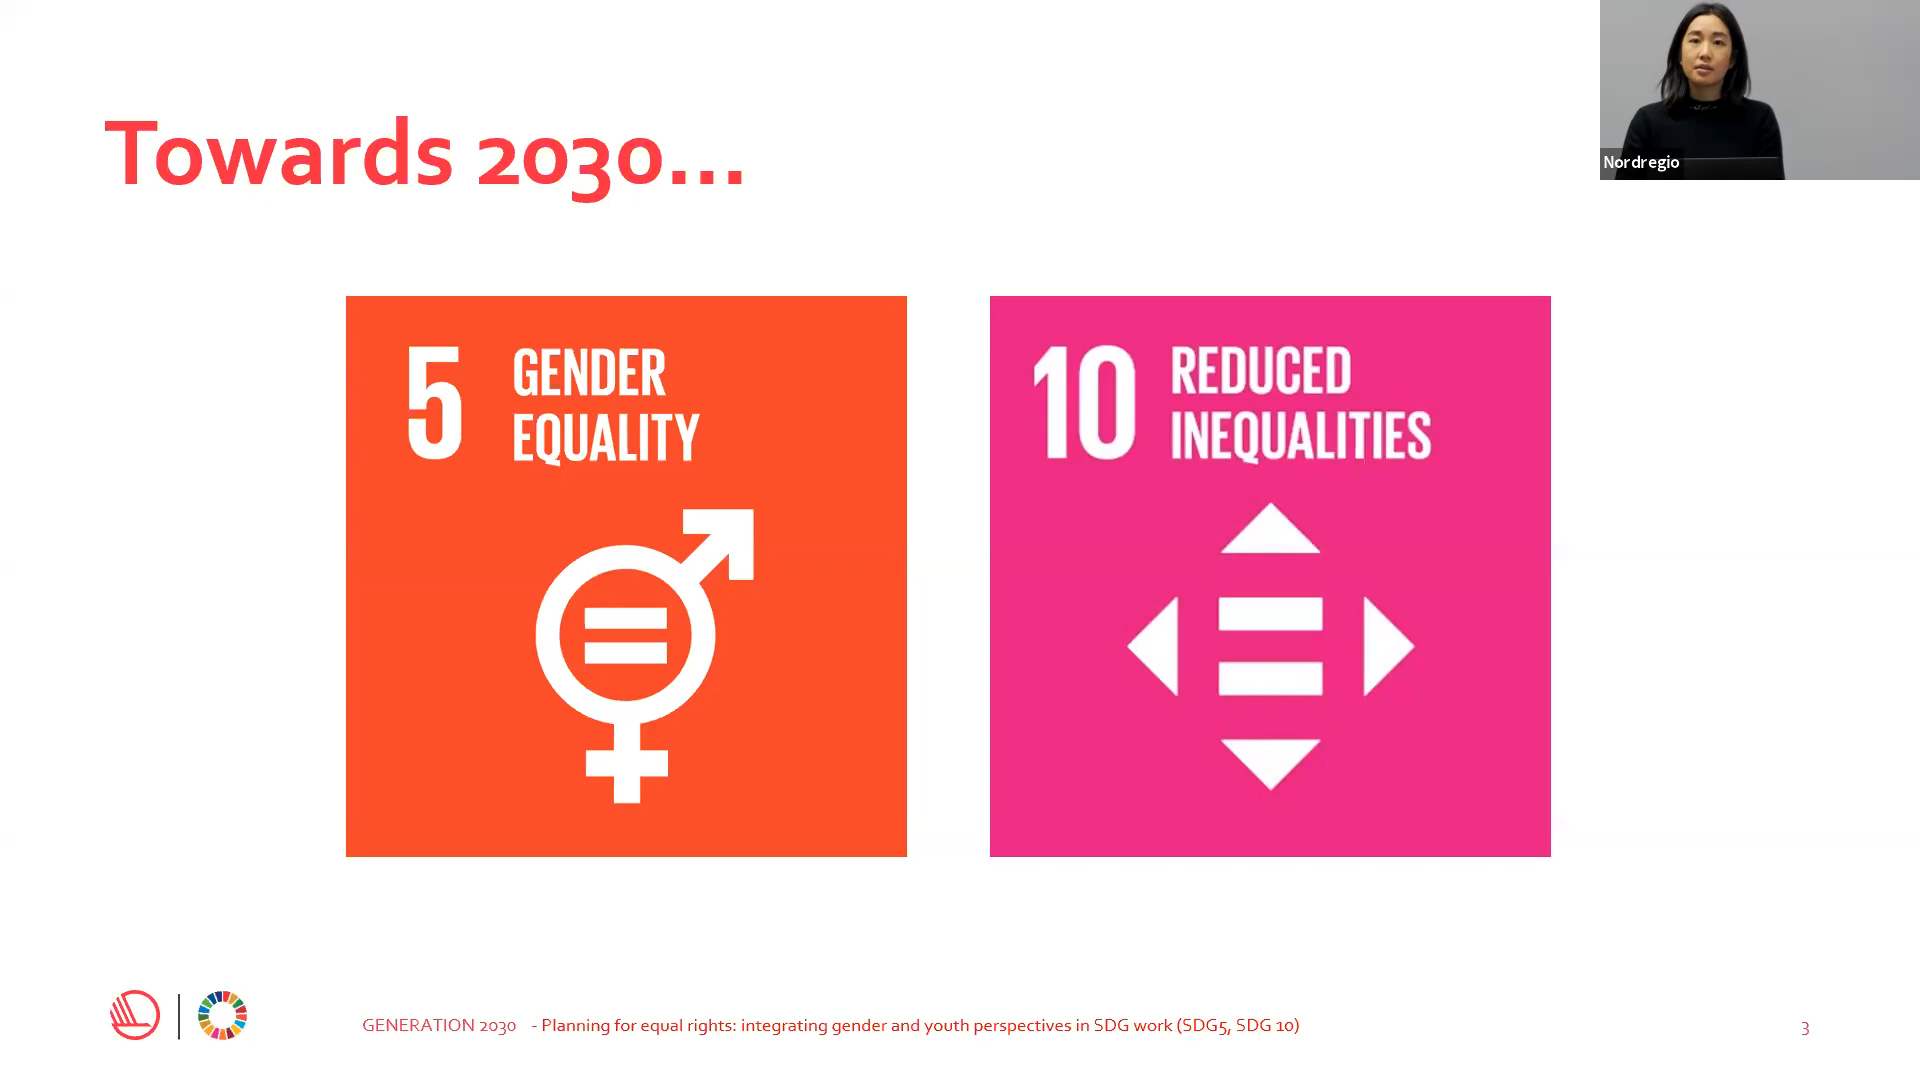 Nordregio
Towards 2030...
5 GENDER
EQUALITY
10 REDUCED
INEQUALITIES
GENERATION 2030 - Planning for equal rights: integrating gender and youth perspectives in SDG work (SDG5, SDG 10)
3